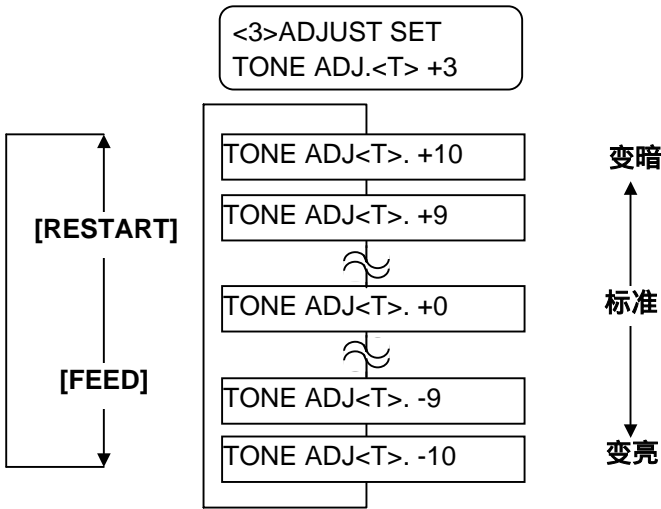 <3>ADJUST SET
TONE ADJ.<T> +3
TONE ADJ<T>. +10
变暗
TONE ADJ<T>. +9
[RESTART]
TONE ADJ<T>. +0
标准
[FEED]
TONE ADJ<T>. -9
TONE ADJ<T>. -10
变亮